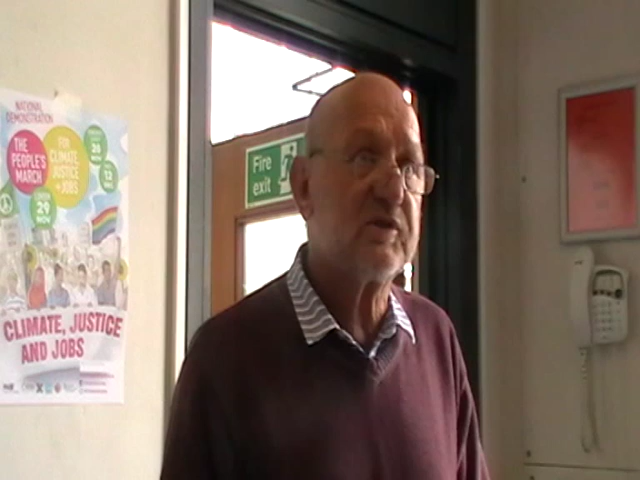 NATIONAL
DEMONSTRATION
THE
PEOPLE'S
MARCH
FOR
CLIMATE,
JUSTICE
+ JOBS
29
NOV
CLIMATE, JUSTICE
AND JOBS
Fire
exit